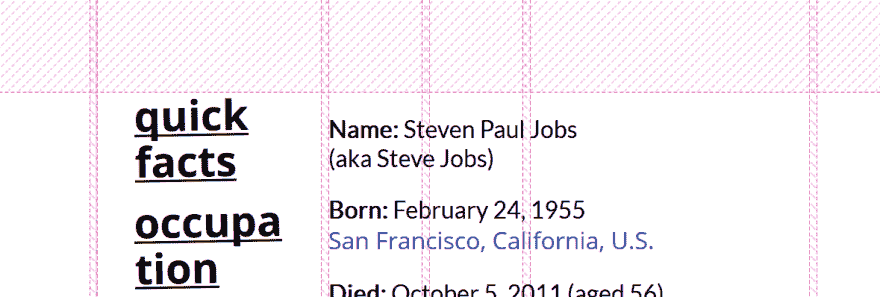 quick
facts
occupa
tion
Name: Steven Paul Jobs
(aka Steve Jobs)
Born: February 24, 1955
San Francisco, California, U.S.
Died: October 5, 2011 (aged 56)